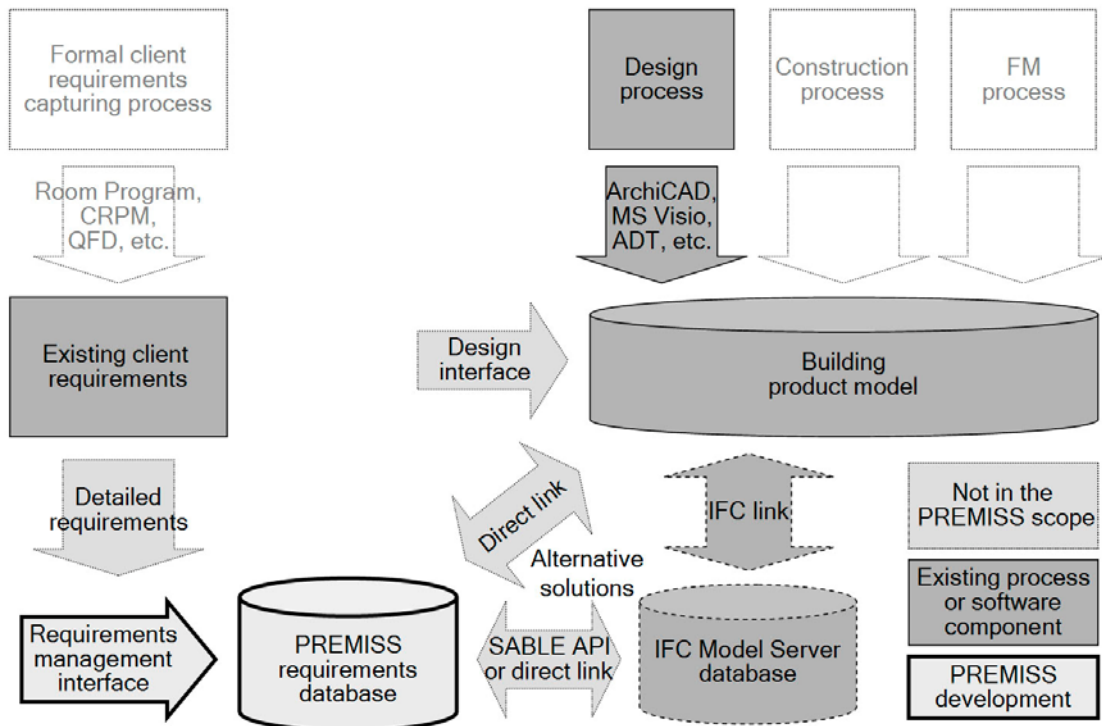 Formal client
requirements
capturing process
Design
process
Construction
process
FM
process
Room Program,
CRPM,
QFD, etc.
ArchiCAD,
MS Visio,
ADT, etc.
Existing client
requirements
Design
interface
Building
product model
Detailed
requirements
Direct link
IFC link
Not in the
PREMISS scope
Alternative
solutions
Existing process
or software
component
Requirements
management
interface
PREMISS
requirements
database
SABLE API
or direct link
IFC Model Server
database
PREMISS
development